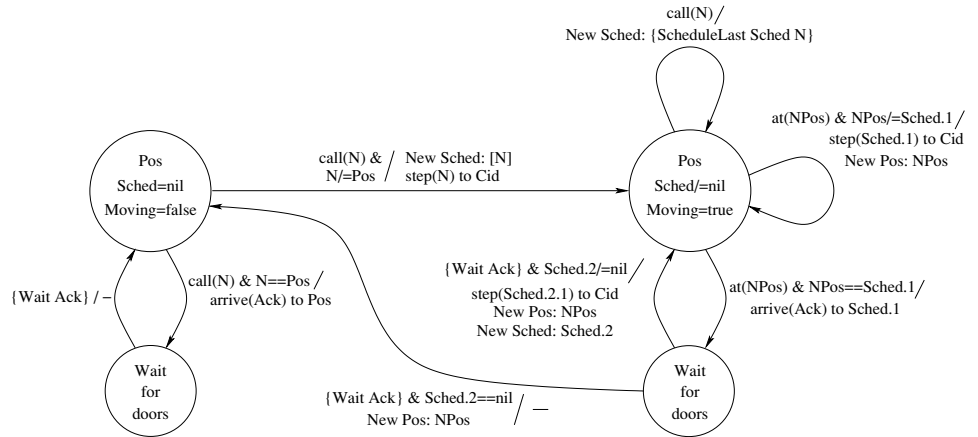 call(N) /
New Sched: {ScheduleLast Sched N}
at(NPos) & NPos/=Sched.1 /
step(Sched.1) to Cid
New Pos: NPos
Pos
Sched=nil
Moving=false
call(N) & / New Sched: [N]
N/=Pos / step(N) to Cid
Pos
Sched/=nil
Moving=true
{Wait Ack} / −
call(N) & N==Pos /
arrive(Ack) to Pos
{Wait Ack} & Sched.2/=nil /
step(Sched.2.1) to Cid
New Pos: NPos
New Sched: Sched.2
at(NPos) & NPos==Sched.1 /
arrive(Ack) to Sched.1
Wait
for
doors
{Wait Ack} & Sched.2==nil / —
New Pos: NPos
Wait
for
doors